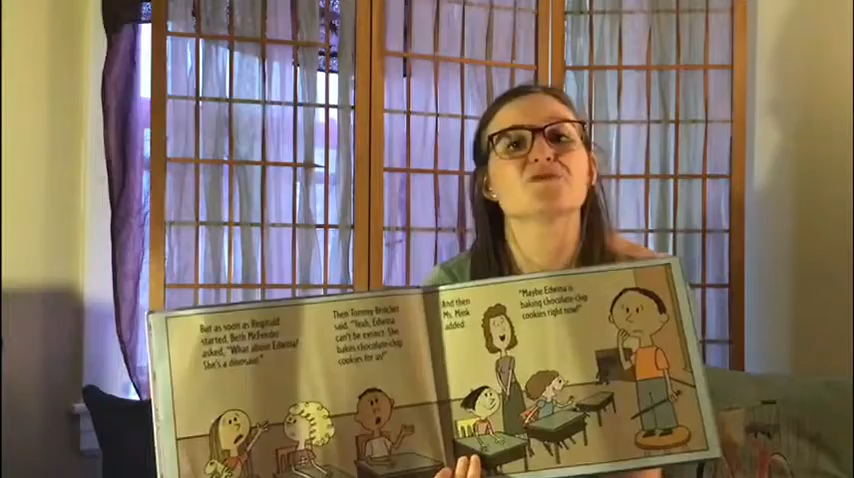 But as soon as Reginald
started, Beth McFender
asked, "What about Edwina?
She's a dinosaur."
Then Tommy Britcher
said, "Yeah, Edwina
can't be extinct. She's
baking chocolate-chip
cookies for us!"
And then
Ms. Mink
added,
"Maybe Edwina is
baking chocolate-chip
cookies right now!"